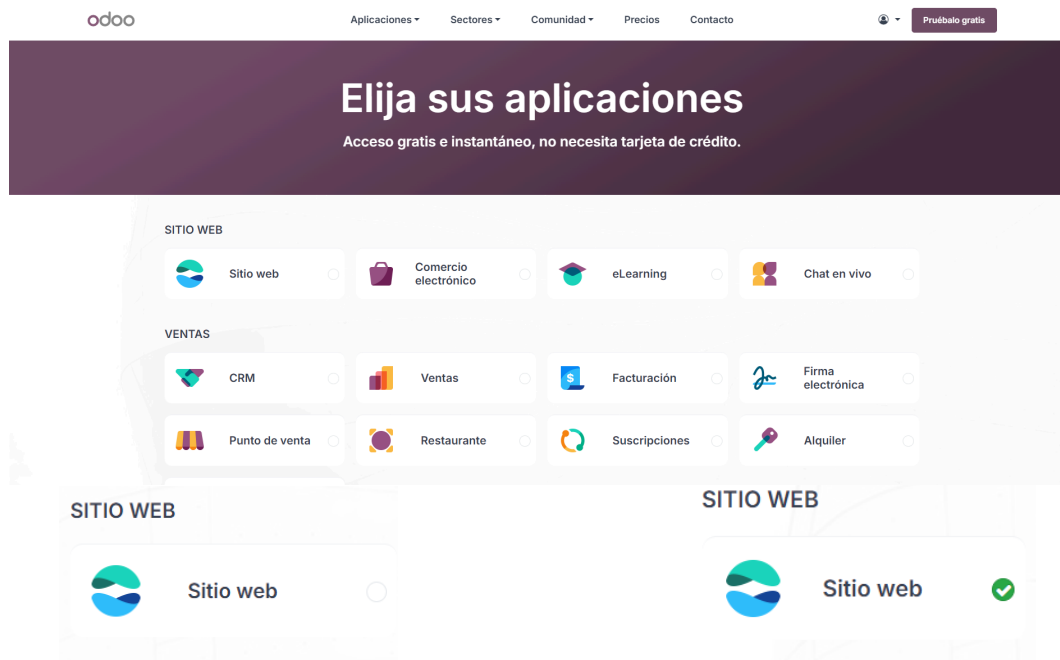 odoo Aplicaciones Sectores Comunidad Precios Contacto Pruébalo gratis
Elija sus aplicaciones
Acceso gratis e instantáneo, no necesita tarjeta de crédito.
SITIO WEB
Sitio web
Comercio
electrónico
eLearning
Chat en vivo
VENTAS
CRM
Ventas
Facturación
$
Firma
electrónica
Punto de venta
Restaurante
Suscripciones
Alquiler
SITIO WEB
Sitio web
SITIO WEB
Sitio web